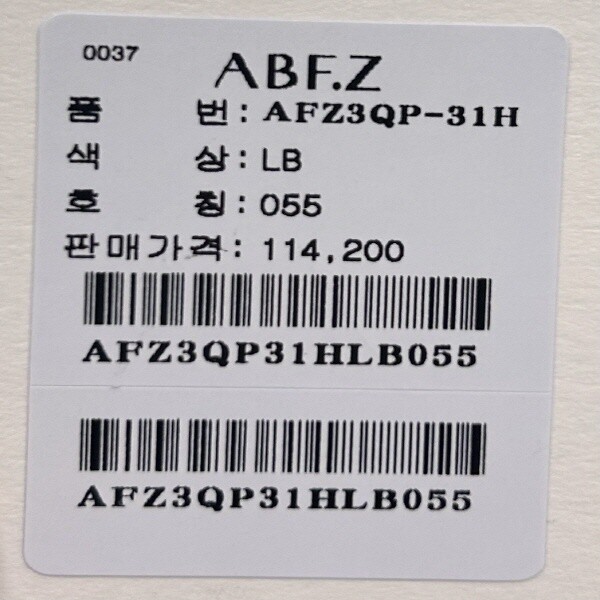 0037
ABF.Z
품 번: AFZ3QP-31H
색 상: LB
호 칭: 055
판매가격: 114,200
AFZ3QP31HLB055
AFZ3QP31HLB055